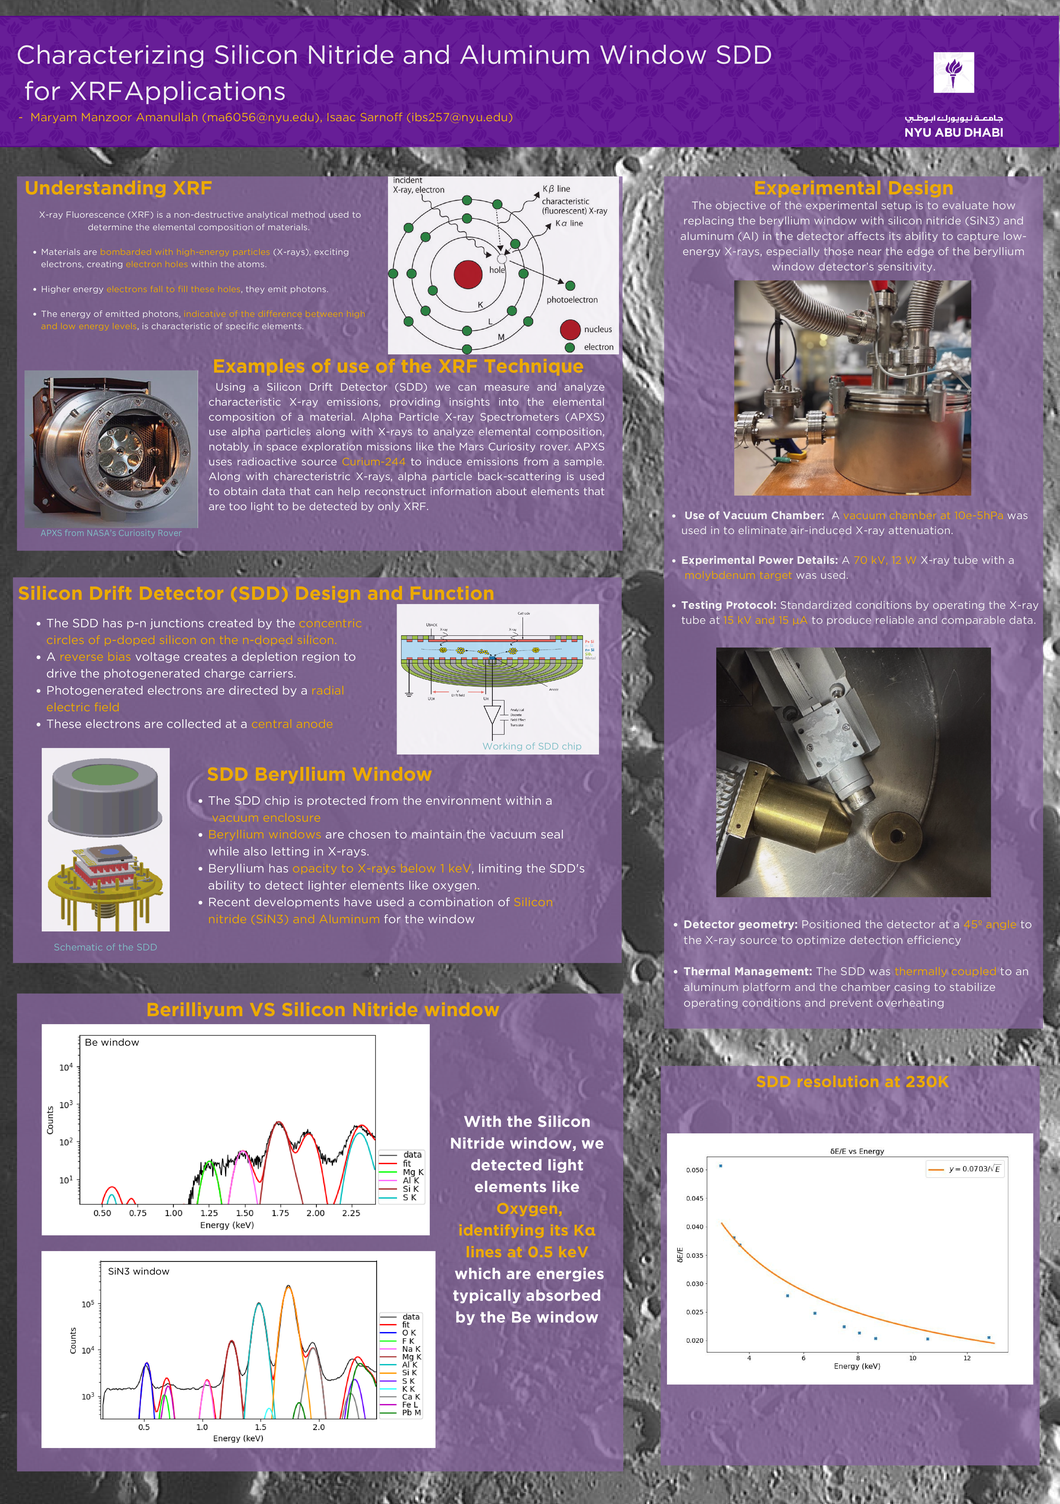 Characterizing Silicon Nitride and Aluminum Window SDD
for XRFApplications
- Maryam Manzoor Amanullah (ma6056@nyu.edu), Isaac Sarnoff (ibs257@nyu.edu)
جامعـة نيويورك أبوظبي
NYU ABU DHABI
Understanding XRF
X-ray Fluorescence (XRF) is a non-destructive analytical method used to
determine the elemental composition of materials.
• Materials are bombarded with high-energy particles (X-rays), exciting
electrons, creating electron holes within the atoms.
• Higher energy electrons fall to fill these holes, they emit photons.
• The energy of emitted photons, indicative of the difference between high
and low energy levels, is characteristic of specific elements.
incident
X-ray, electron
Kβ line
characteristic
(fluorescent) X-ray
Kα line
hole
photoelectron
K
L
M
nucleus
electron
Examples of use of the XRF Technique
Using a Silicon Drift Detector (SDD) we can measure and analyze
characteristic X-ray emissions, providing insights into the elemental
composition of a material. Alpha Particle X-ray Spectrometers (APXS)
use alpha particles along with X-rays to analyze elemental composition,
notably in space exploration missions like the Mars Curiosity rover. APXS
uses radioactive source Curium-244 to induce emissions from a sample.
Along with charecteristric X-rays, alpha particle back-scattering is used
to obtain data that can help reconstruct information about elements that
are too light to be detected by only XRF.
APXS from NASA's Curiosity Rover
Silicon Drift Detector (SDD) Design and Function
• The SDD has p-n junctions created by the concentric
circles of p-doped silicon on the n-doped silicon.
• A reverse bias voltage creates a depletion region to
drive the photogenerated charge carriers.
• Photogenerated electrons are directed by a radial
electric field
• These electrons are collected at a central anode
Working of SDD chip
SDD Beryllium Window
• The SDD chip is protected from the environment within a
vacuum enclosure
• Beryllium windows are chosen to maintain the vacuum seal
while also letting in X-rays.
• Beryllium has opacity to X-rays below 1 keV, limiting the SDD's
ability to detect lighter elements like oxygen.
• Recent developments have used a combination of Silicon
nitride (SiN3) and Aluminum for the window
Schematic of the SDD
Berilliyum VS Silicon Nitride window
Be window
10⁴
10³
10²
10¹
Counts
0.50 0.75 1.00 1.25 1.50 1.75 2.00 2.25
Energy (keV)
data
fit
Mg K
Al K
Si K
S K
SiN3 window
10⁵
10⁴
10³
Counts
0.5 1.0 1.5 2.0
Energy (keV)
data
fit
O K
F K
Na K
Mg K
Al K
Si K
S K
K K
Ca K
Fe L
Pb M
With the Silicon
Nitride window, we
detected light
elements like
Oxygen,
identifying its Kα
lines at 0.5 keV
which are energies
typically absorbed
by the Be window
Experimental Design
The objective of the experimental setup is to evaluate how
replacing the beryllium window with silicon nitride (SiN3) and
aluminum (Al) in the detector affects its ability to capture low-
energy X-rays, especially those near the edge of the beryllium
window detector's sensitivity.
• Use of Vacuum Chamber: A vacuum chamber at 10e-5hPa was
used in to eliminate air-induced X-ray attenuation.
• Experimental Power Details: A 70 kV, 12 W X-ray tube with a
molybdenum target was used.
• Testing Protocol: Standardized conditions by operating the X-ray
tube at 15 kV and 15 μA to produce reliable and comparable data.
• Detector geometry: Positioned the detector at a 45º angle to
the X-ray source to optimize detection efficiency
• Thermal Management: The SDD was thermally coupled to an
aluminum platform and the chamber casing to stabilize
operating conditions and prevent overheating
SDD resolution at 230K
δE/E vs Energy
y = 0.0703/√E
0.050
0.045
0.040
0.035
0.030
0.025
0.020
δE/E
4 6 8 10 12
Energy (keV)